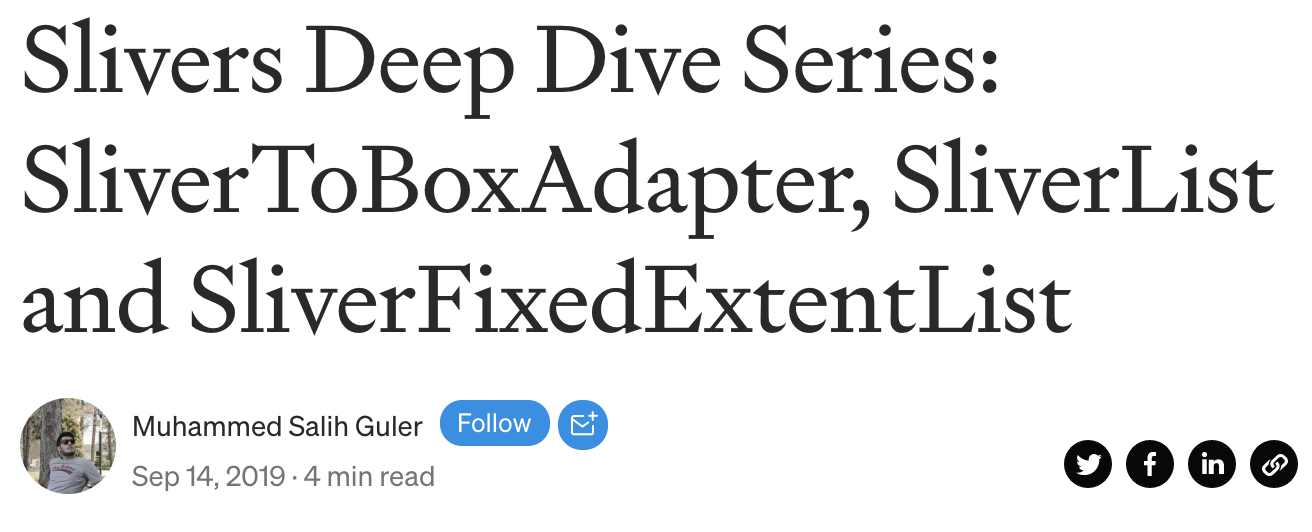 Slivers Deep Dive Series:
SliverToBoxAdapter, SliverList
and SliverFixedExtentList
Muhammed Salih Guler Follow
Sep 14, 2019 · 4 min read